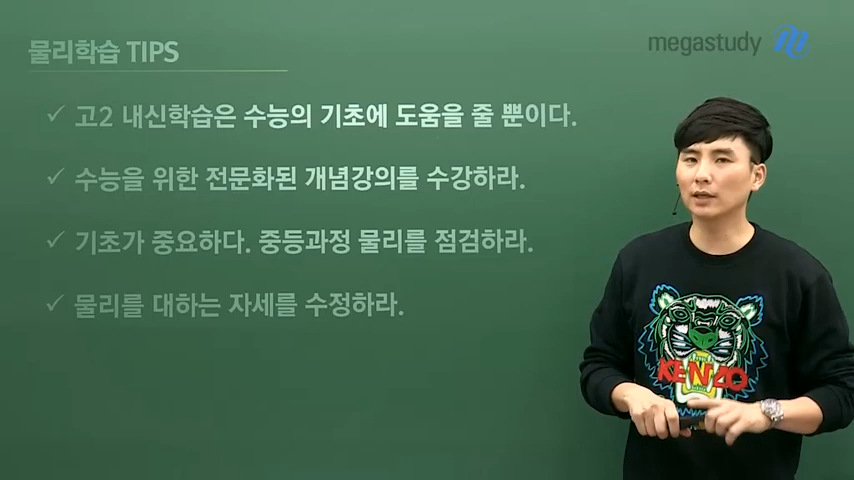 물리학습 TIPS
megastudy
✓ 고2 내신학습은 수능의 기초에 도움을 줄 뿐이다.
✓ 수능을 위한 전문화된 개념강의를 수강하라.
✓ 기초가 중요하다. 중등과정 물리를 점검하라.
✓ 물리를 대하는 자세를 수정하라.
KENZO